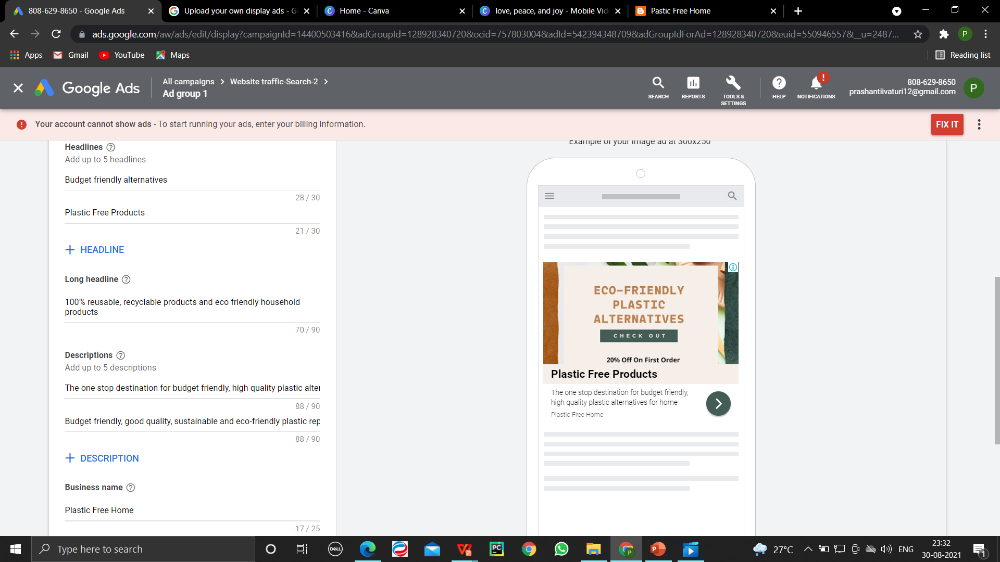 808-629-8650 - Google Ads
Upload your own display ads - G
Home - Canva
love, peace, and joy - Mobile Vid
Pastic Free Home
ads.google.com/aw/ads/edit/display?campaignId=14400503416&adGroupId=128928340720&ocid=757803004&adId=542394348709&adGroupIdForAd=128928340720&euid=550946557&__u=2487...
P
Apps
Gmail
YouTube
Maps
Reading list
Google Ads
All campaigns > Website traffic-Search-2 >
Ad group 1
SEARCH
REPORTS
TOOLS &
SETTINGS
HELP
NOTIFICATIONS
808-629-8650
prashantiivaturi12@gmail.com
P
Your account cannot show ads - To start running your ads, enter your billing information.
FIX IT
Headlines
Add up to 5 headlines
Budget friendly alternatives
28 / 30
Plastic Free Products
21 / 30
+ HEADLINE
Long headline
100% reusable, recyclable products and eco friendly household
products
70 / 90
Descriptions
Add up to 5 descriptions
The one stop destination for budget friendly, high quality plastic alter
88 / 90
Budget friendly, good quality, sustainable and eco-friendly plastic rep
88 / 90
+ DESCRIPTION
Business name
Plastic Free Home
17 / 25
Example of your image ad at 300x250
ECO-FRIENDLY
PLASTIC
ALTERNATIVES
CHECK OUT
20% Off On First Order
Plastic Free Products
The one stop destination for budget friendly,
high quality plastic alternatives for home
Plastic Free Home
Type here to search
DELL
PC
P
27°C
ENG
23:32
30-08-2021
1